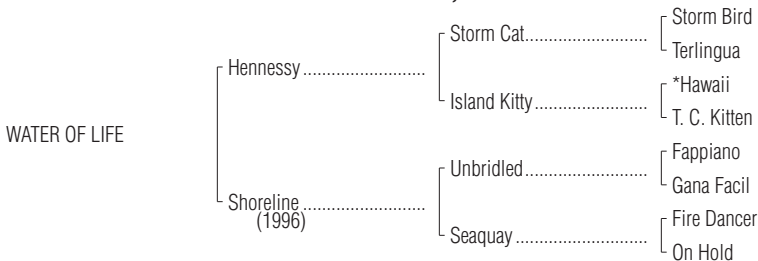 Storm Bird
Storm Cat..........................
Terlingua
Hennessy ..........................
*Hawaii
Island Kitty........................
T. C. Kitten
WATER OF LIFE
Fappiano
Unbridled..........................
Gana Facil
Shoreline ..........................
(1996)
Fire Dancer
Seaquay ............................
On Hold